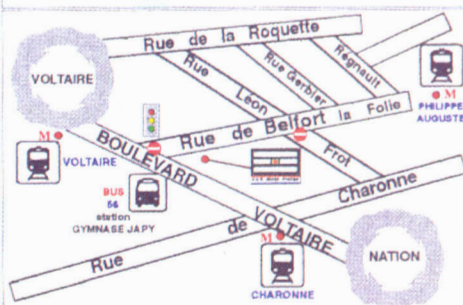 Rue de la Roquette
VOLTAIRE
Rue Gerbier
Regnault
Rue Léon Frot
la Folie
M
PHILIPPE
AUGUSTE
Rue de Belfort
M
VOLTAIRE
BOULEVARD VOLTAIRE
BUS
56
station
GYMNASE JAPY
Rue de Charonne
M
CHARONNE
NATION